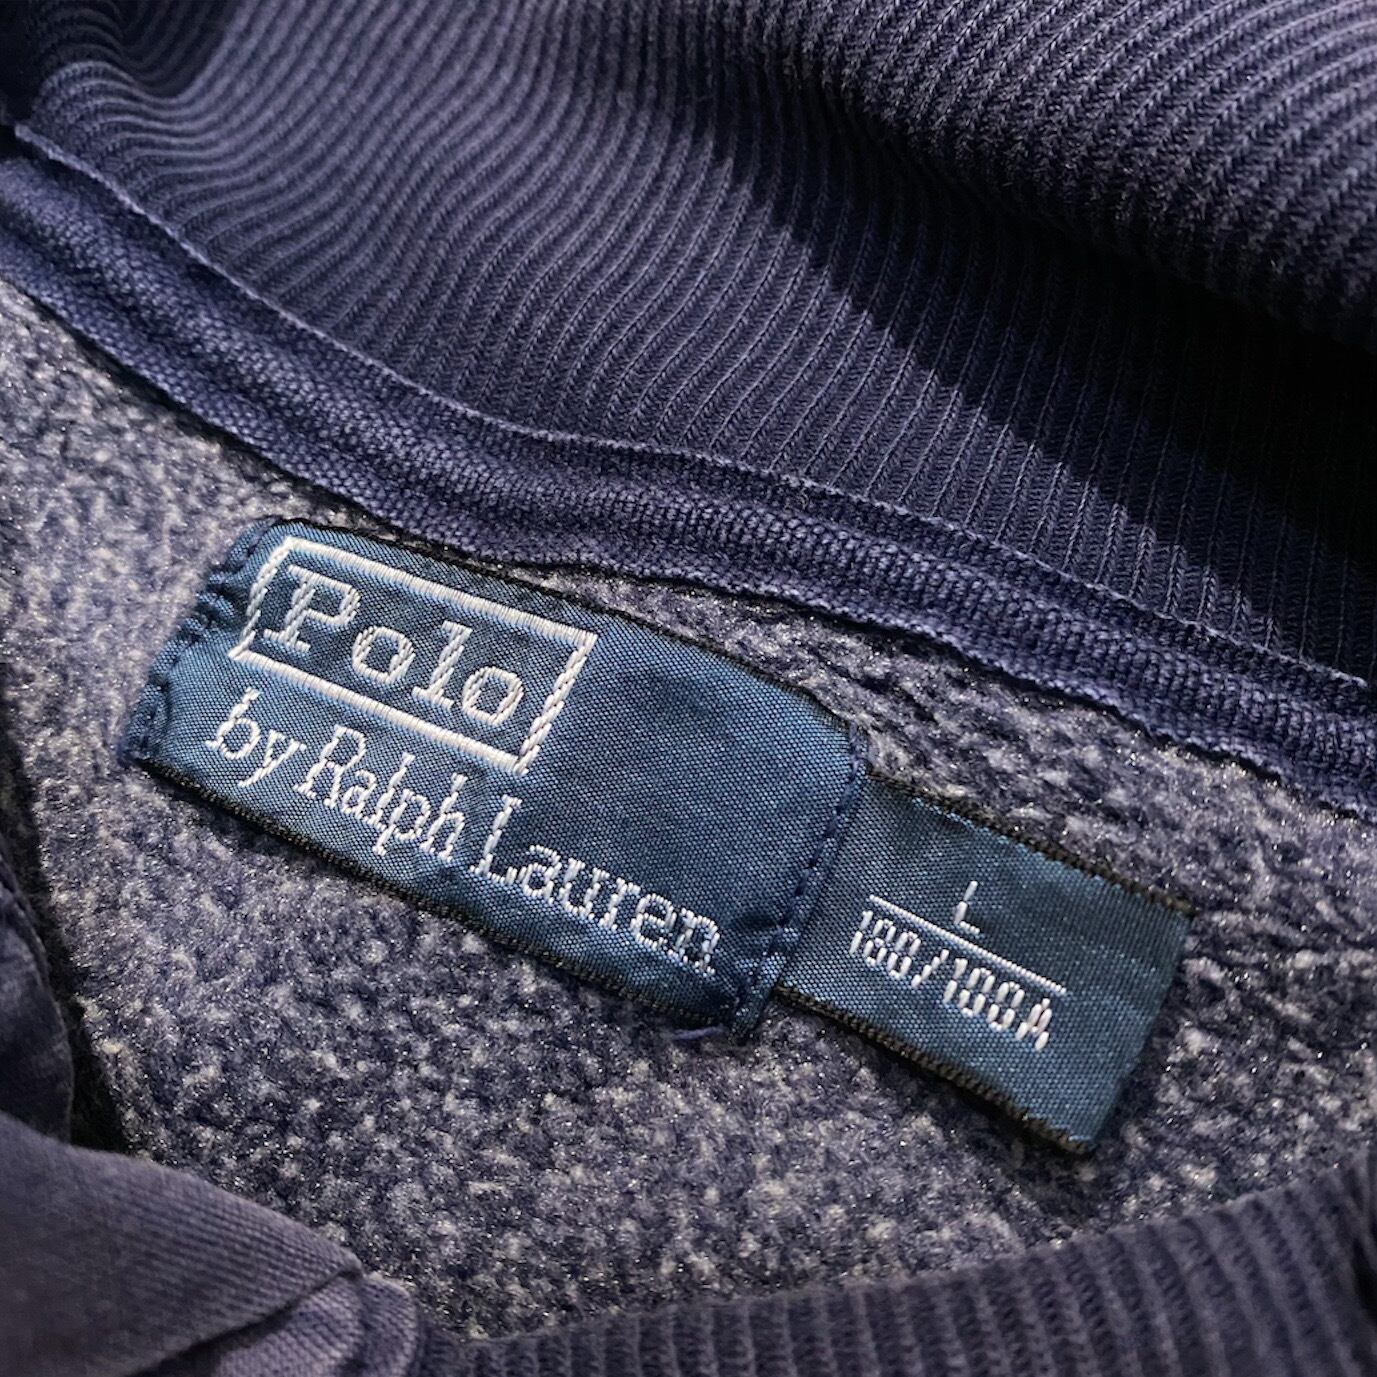 Polo
by Ralph Lauren
L
180/100A